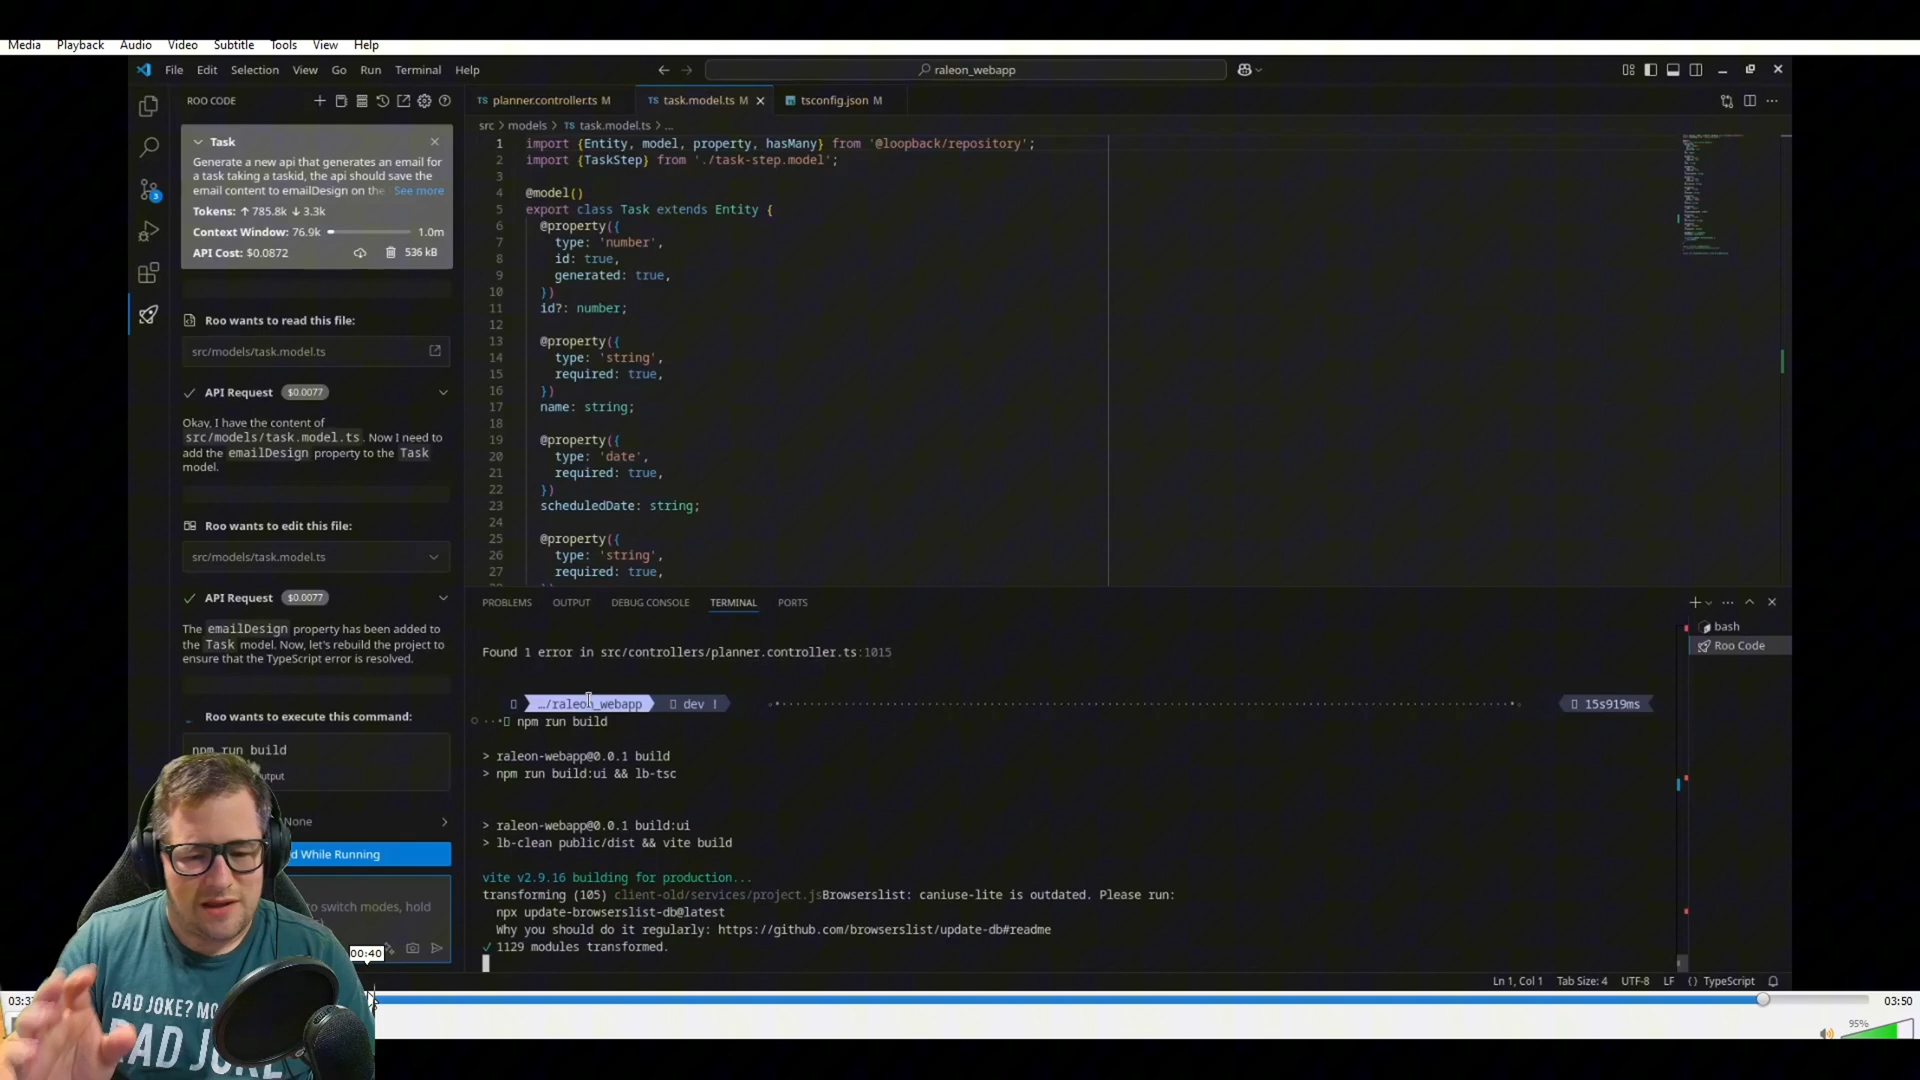 Media Playback Audio Video Subtitle Tools View Help
File Edit Selection View Go Run Terminal Help
raleon_webapp
ROO CODE
planner.controller.ts M
task.model.ts M
tsconfig.json M
src > models > task.model.ts > ...
Task
Generate a new api that generates an email for
a task taking a taskid, the api should save the
email content to emailDesign on the
See more
Tokens: ↑ 785.8k ↓ 3.3k
Context Window: 76.9k 1.0m
API Cost: $0.0872 536 kB
3
Roo wants to read this file:
src/models/task.model.ts
API Request $0.0077
Okay, I have the content of
src/models/task.model.ts. Now I need to
add the emailDesign property to the Task
model.
Roo wants to edit this file:
src/models/task.model.ts
API Request $0.0077
The emailDesign property has been added to
the Task model. Now, let's rebuild the project to
ensure that the TypeScript error is resolved.
Roo wants to execute this command:
npm run build
None
While Running
to switch modes, hold
1 import {Entity, model, property, hasMany} from '@loopback/repository';
2 import {TaskStep} from './task-step.model';
3
4 @model()
5 export class Task extends Entity {
6 @property({
7 type: 'number',
8 id: true,
9 generated: true,
10 })
11 id?: number;
12
13 @property({
14 type: 'string',
15 required: true,
16 })
17 name: string;
18
19 @property({
20 type: 'date',
21 required: true,
22 })
23 scheduledDate: string;
24
25 @property({
26 type: 'string',
27 required: true,
PROBLEMS OUTPUT DEBUG CONSOLE TERMINAL PORTS
bash
Roo Code
Found 1 error in src/controllers/planner.controller.ts:1015
…/raleon_webapp dev ! 15s919ms
npm run build
> raleon-webapp@0.0.1 build
> npm run build:ui && lb-tsc
> raleon-webapp@0.0.1 build:ui
> lb-clean public/dist && vite build
vite v2.9.16 building for production...
transforming (105) client-old/services/project.jsBrowserslist: caniuse-lite is outdated. Please run:
npx update-browserslist-db@latest
Why you should do it regularly: https://github.com/browserslist/update-db#readme
✓ 1129 modules transformed.
Ln 1, Col 1 Tab Size: 4 UTF-8 LF {} TypeScript
00:40
03:50
95%
DAD JOKE?
DAD